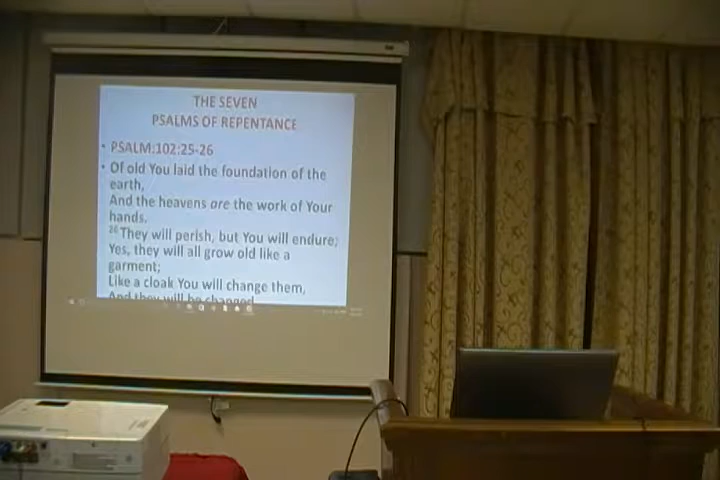 THE SEVEN
PSALMS OF REPENTANCE
• PSALM:102:25-26
• Of old You laid the foundation of the
earth,
And the heavens are the work of Your
hands.
26 They will perish, but You will endure;
Yes, they will all grow old like a
garment;
Like a cloak You will change them,
And they will be changed